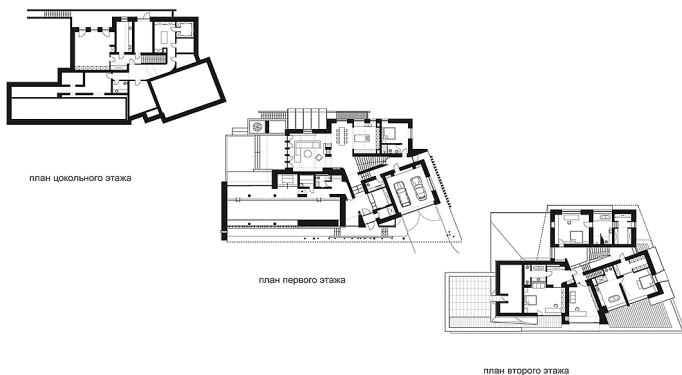 план цокольного этажа
план первого этажа
план второго этажа